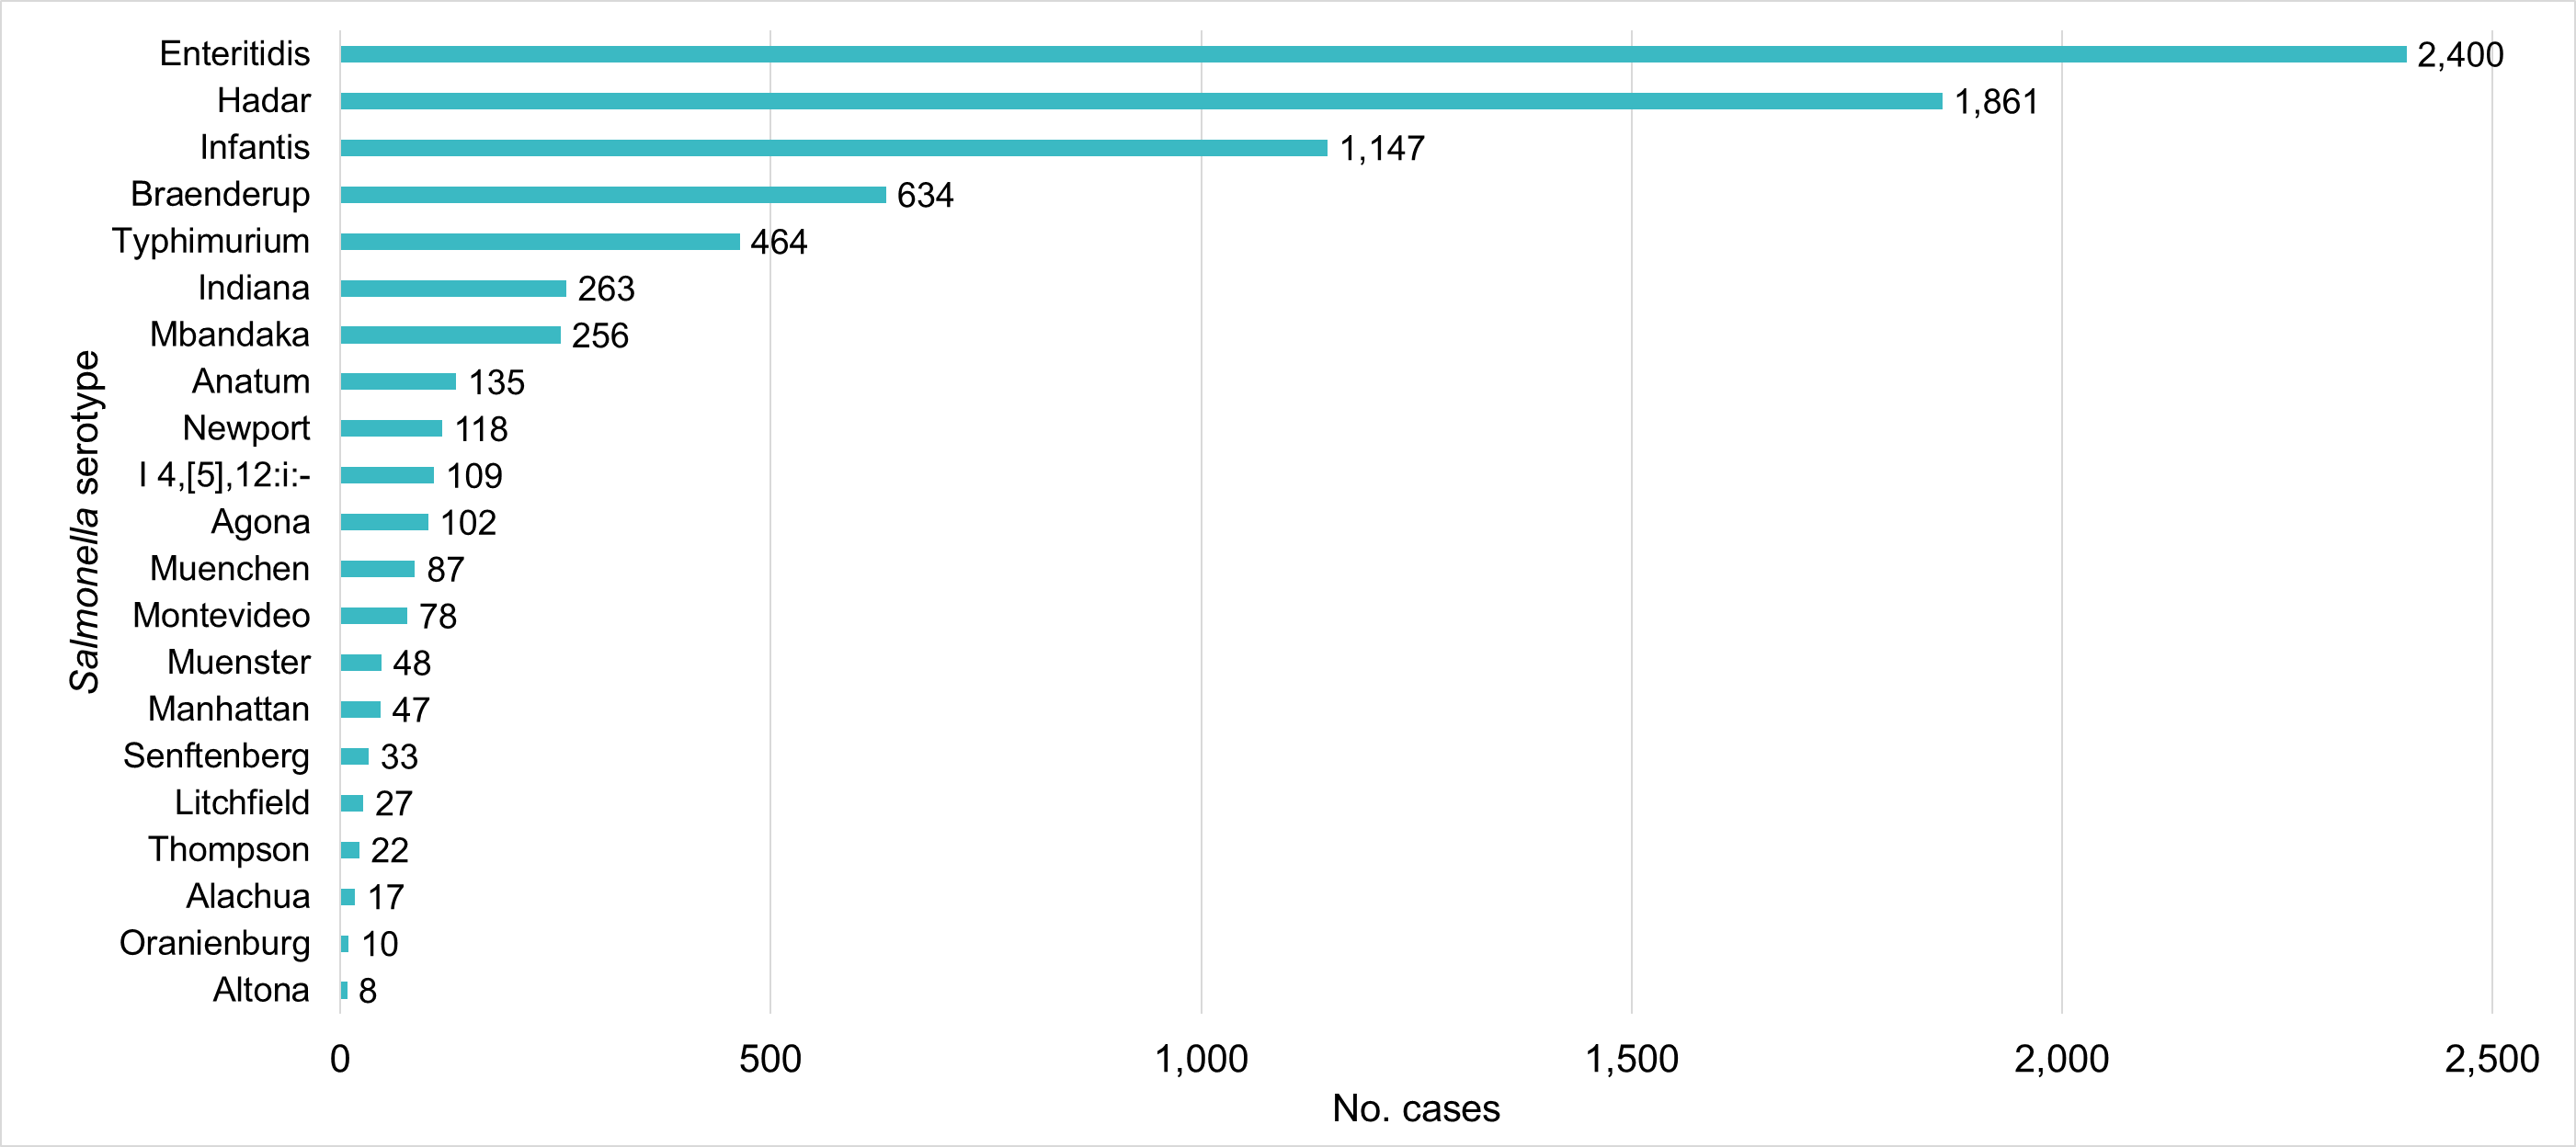 Salmonella serotype
Enteritidis 2,400
Hadar 1,861
Infantis 1,147
Braenderup 634
Typhimurium 464
Indiana 263
Mbandaka 256
Anatum 135
Newport 118
I 4,[5],12:i:- 109
Agona 102
Muenchen 87
Montevideo 78
Muenster 48
Manhattan 47
Senftenberg 33
Litchfield 27
Thompson 22
Alachua 17
Oranienburg 10
Altona 8
0 500 1,000 1,500 2,000 2,500
No. cases